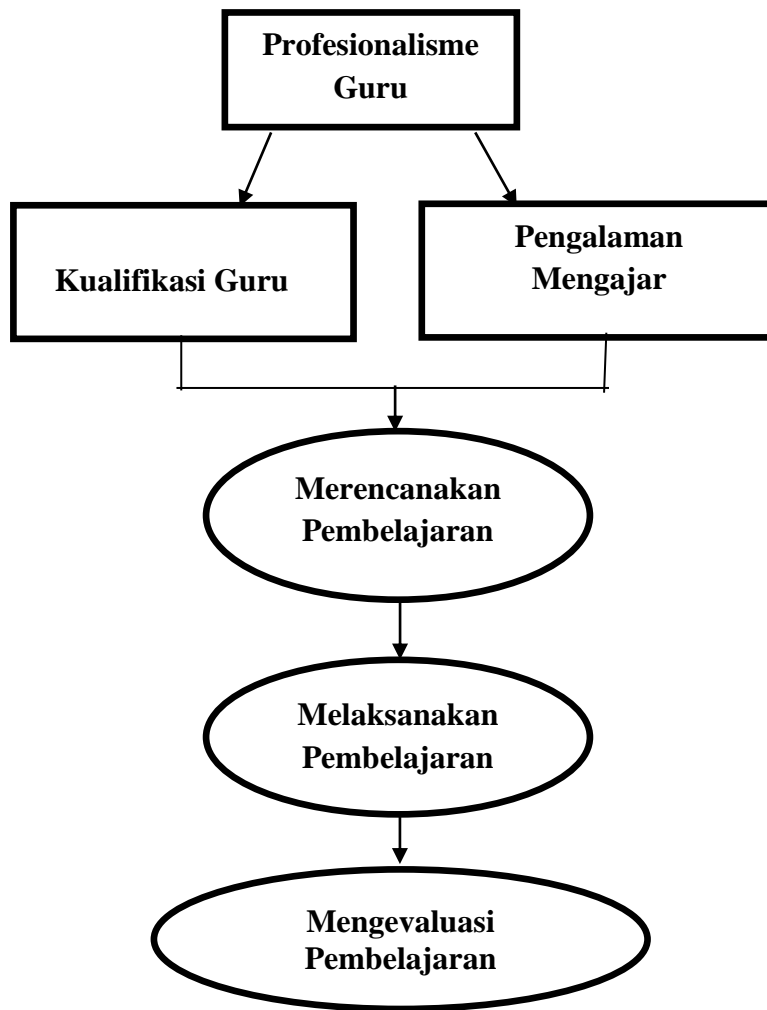 Profesionalisme
Guru
Kualifikasi Guru
Pengalaman
Mengajar
Merencanakan
Pembelajaran
Melaksanakan
Pembelajaran
Mengevaluasi
Pembelajaran